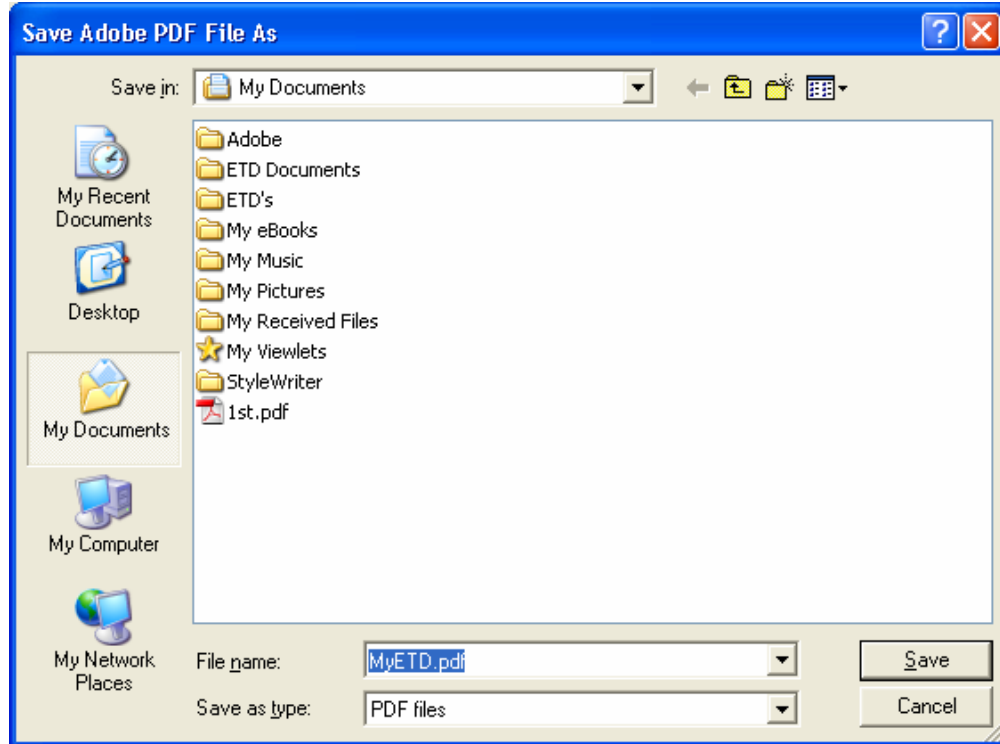 Save Adobe PDF File As
Save in:
My Documents
My Recent
Documents
Desktop
My Documents
My Computer
My Network
Places
Adobe
ETD Documents
ETD's
My eBooks
My Music
My Pictures
My Received Files
My Viewlets
StyleWriter
1st.pdf
File name:
MyETD.pdf
Save
Save as type:
PDF files
Cancel